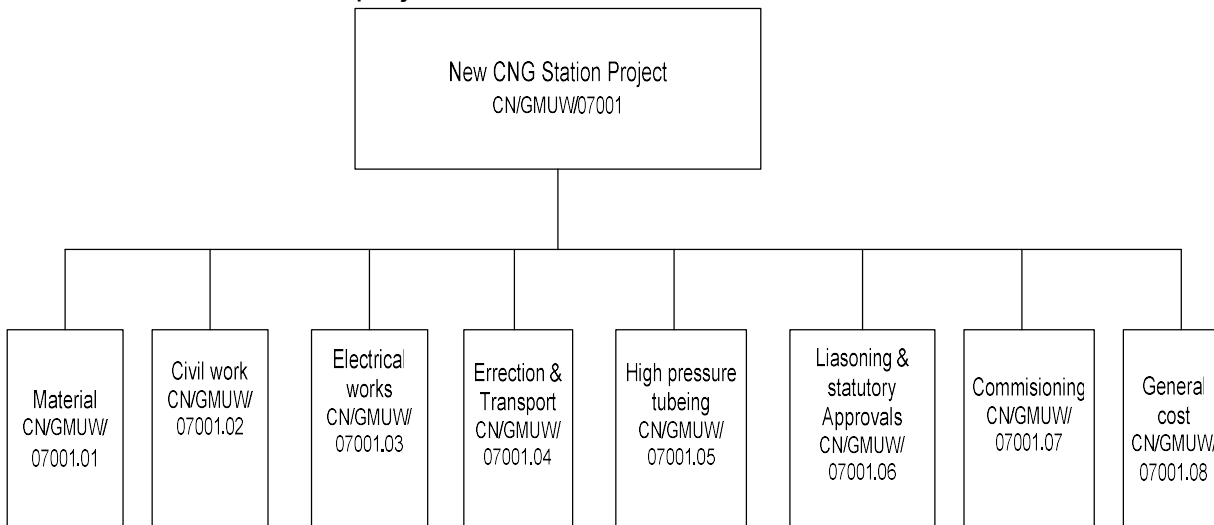 New CNG Station Project
CN/GMUW/07001
Material
CN/GMUW/
07001.01
Civil work
CN/GMUW/
07001.02
Electrical
works
CN/GMUW/
07001.03
Errection &
Transport
CN/GMUW/
07001.04
High pressure
tubeing
CN/GMUW/
07001.05
Liasoning &
statutory
Approvals
CN/GMUW/
07001.06
Commisioning
CN/GMUW/
07001.07
General
cost
CN/GMUW/
07001.08